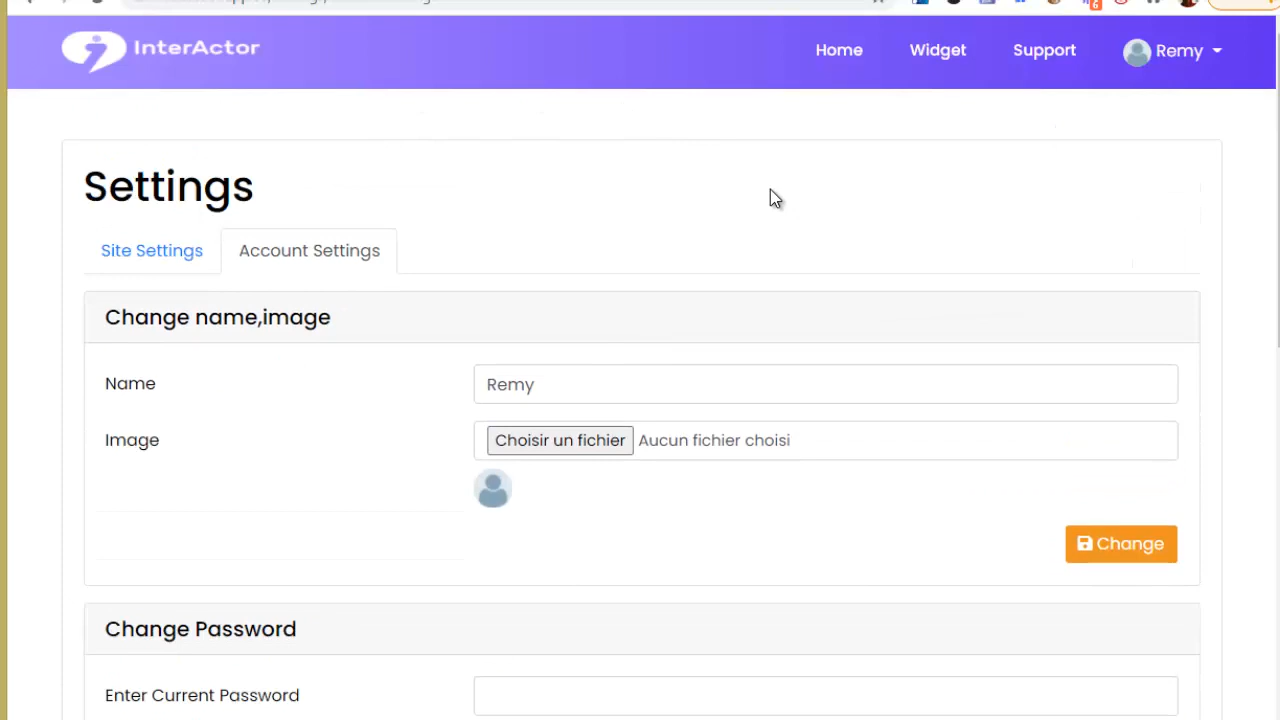 InterActor
Home Widget Support Remy
Settings
Site Settings Account Settings
Change name,image
Name Remy
Image Choisir un fichier Aucun fichier choisi
Change
Change Password
Enter Current Password